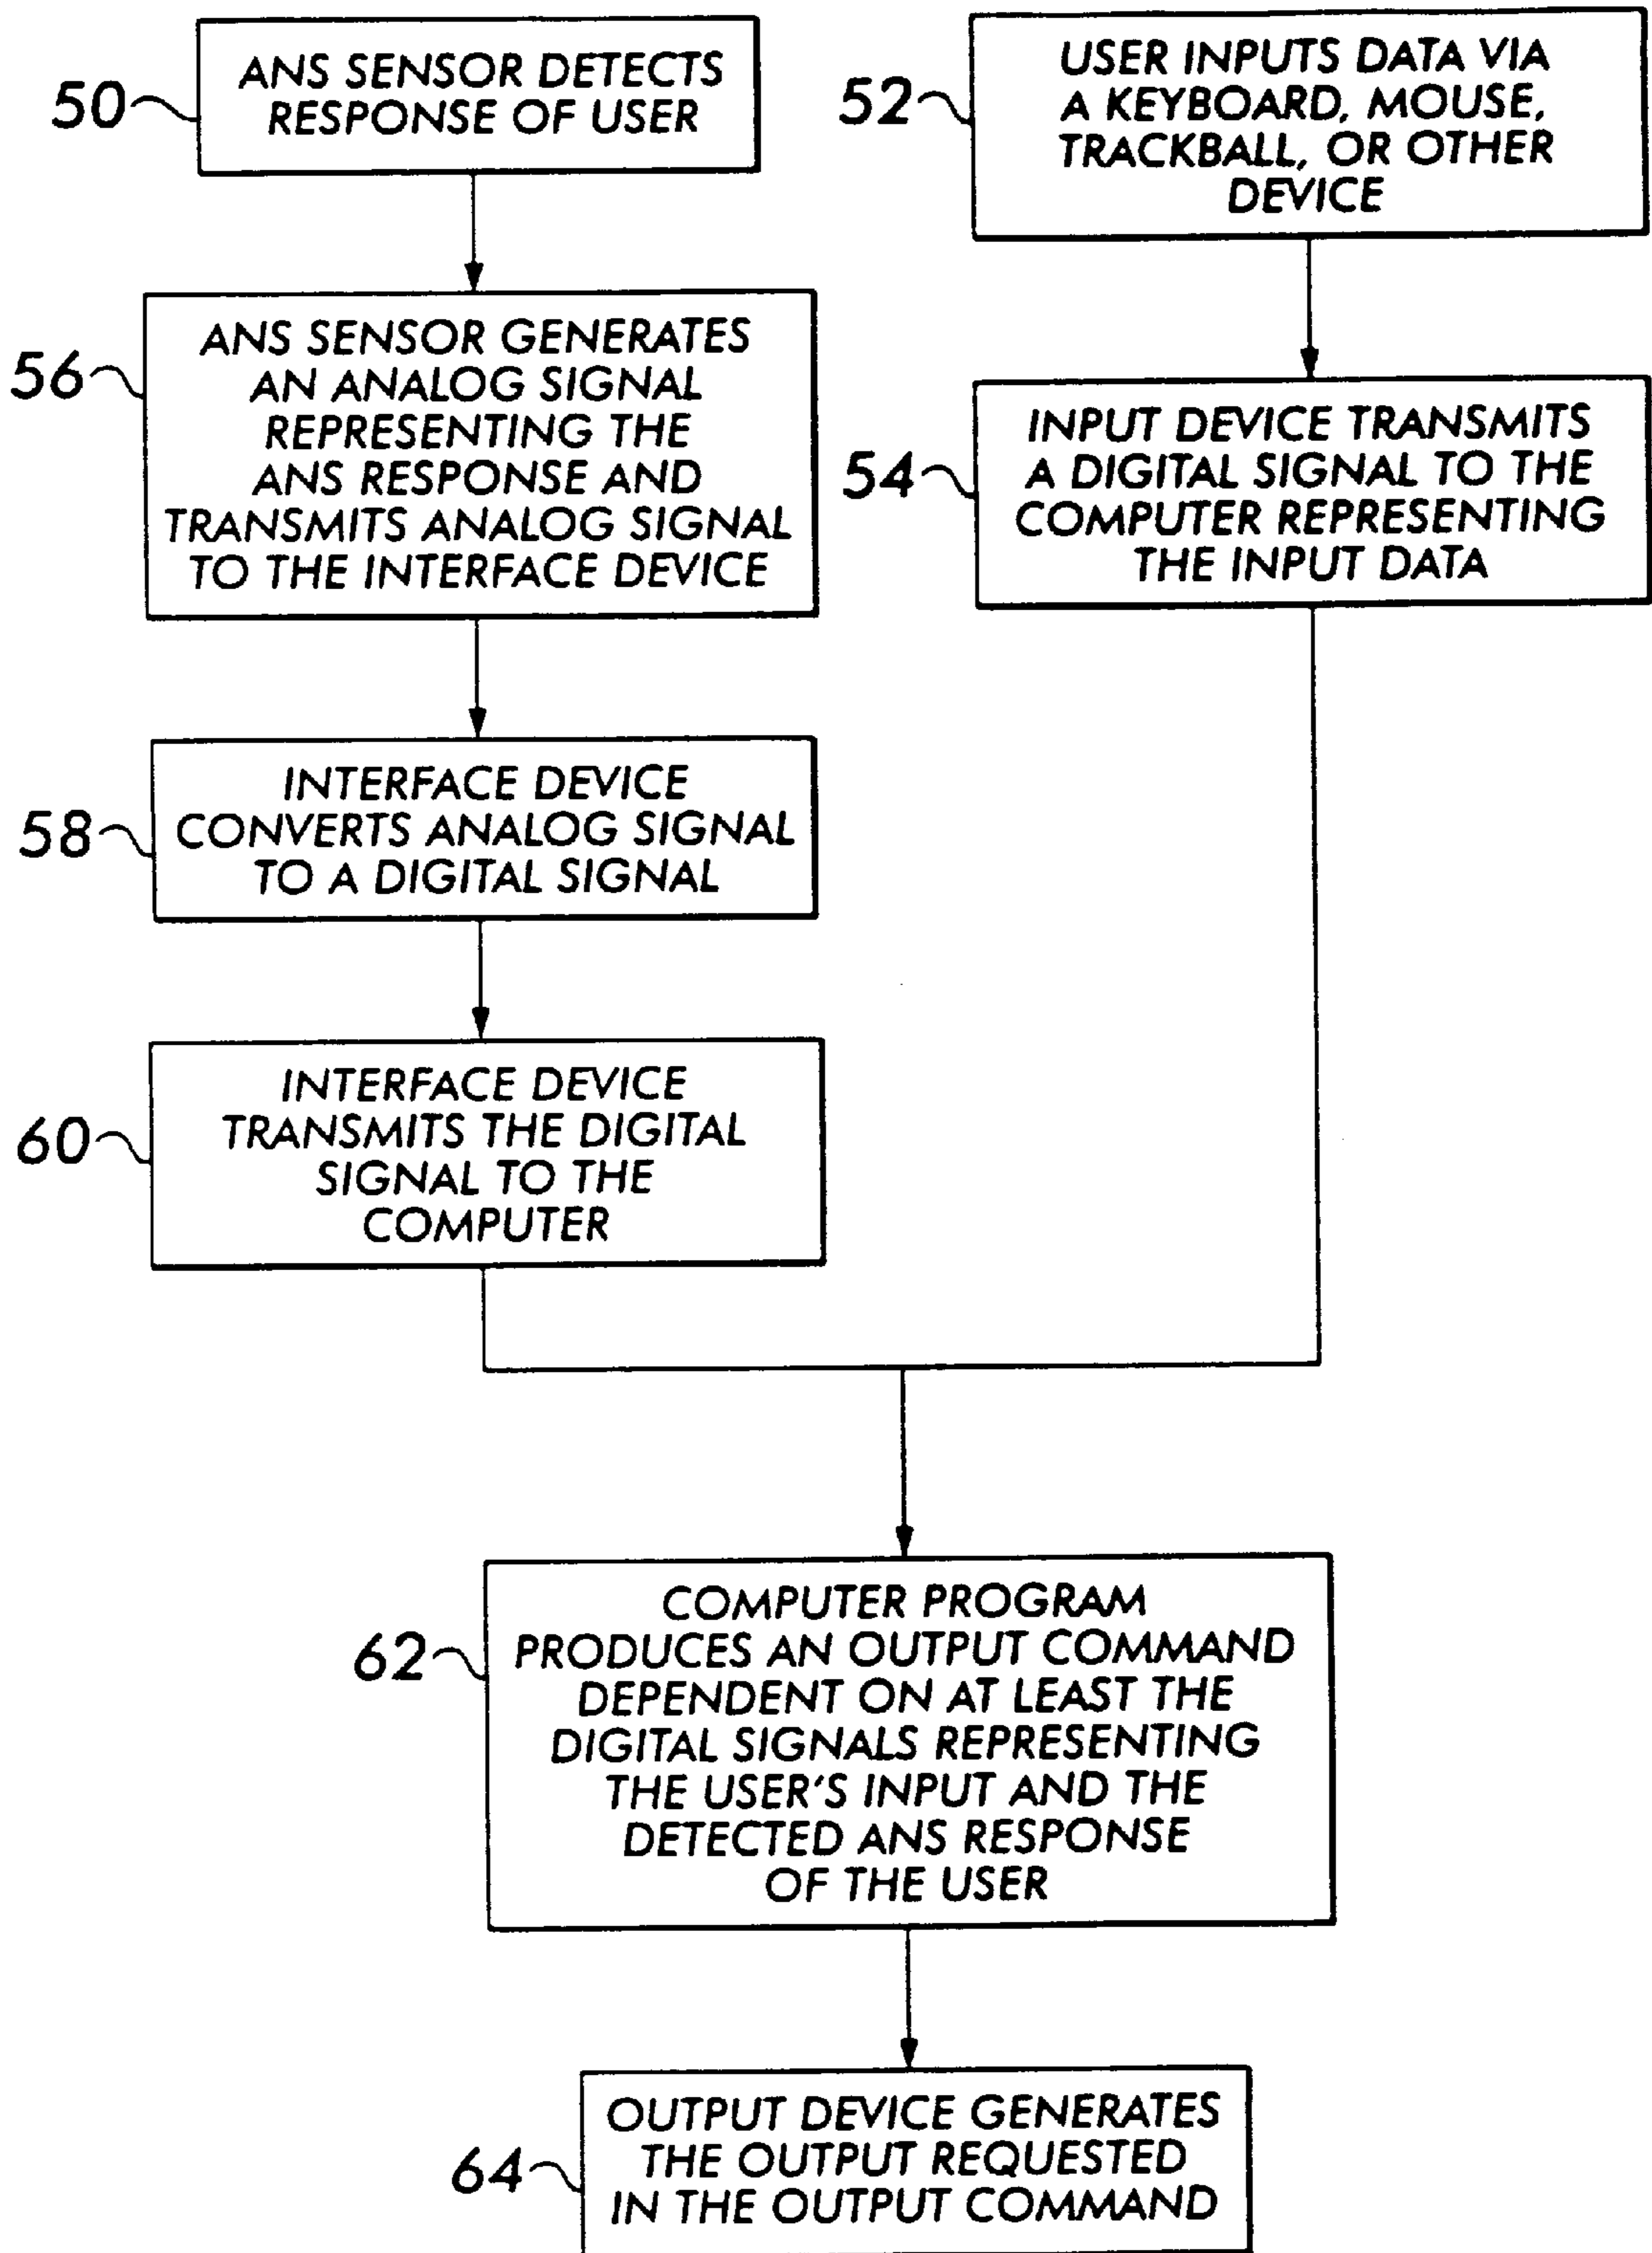 50
ANS SENSOR DETECTS
RESPONSE OF USER
52
USER INPUTS DATA VIA
A KEYBOARD, MOUSE,
TRACKBALL, OR OTHER
DEVICE
56
ANS SENSOR GENERATES
AN ANALOG SIGNAL
REPRESENTING THE
ANS RESPONSE AND
TRANSMITS ANALOG SIGNAL
TO THE INTERFACE DEVICE
54
INPUT DEVICE TRANSMITS
A DIGITAL SIGNAL TO THE
COMPUTER REPRESENTING
THE INPUT DATA
58
INTERFACE DEVICE
CONVERTS ANALOG SIGNAL
TO A DIGITAL SIGNAL
60
INTERFACE DEVICE
TRANSMITS THE DIGITAL
SIGNAL TO THE
COMPUTER
62
COMPUTER PROGRAM
PRODUCES AN OUTPUT COMMAND
DEPENDENT ON AT LEAST THE
DIGITAL SIGNALS REPRESENTING
THE USER'S INPUT AND THE
DETECTED ANS RESPONSE
OF THE USER
64
OUTPUT DEVICE GENERATES
THE OUTPUT REQUESTED
IN THE OUTPUT COMMAND